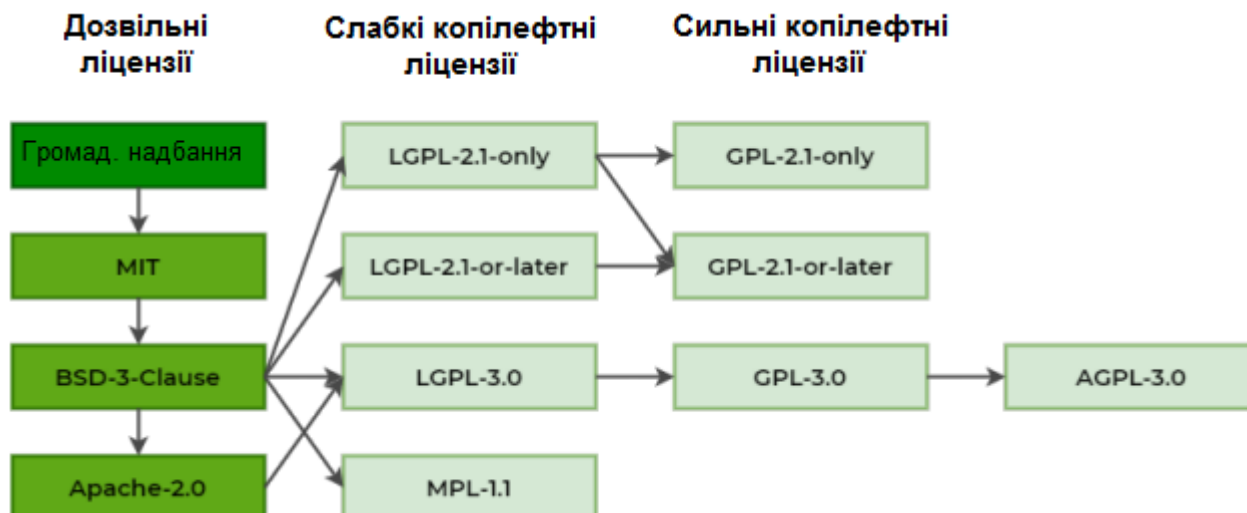 Дозвільні
ліцензії
Слабкі копілефтні
ліцензії
Сильні копілефтні
ліцензії
Громад. надбання
LGPL-2.1-only
GPL-2.1-only
MIT
LGPL-2.1-or-later
GPL-2.1-or-later
BSD-3-Clause
LGPL-3.0
GPL-3.0
AGPL-3.0
Apache-2.0
MPL-1.1